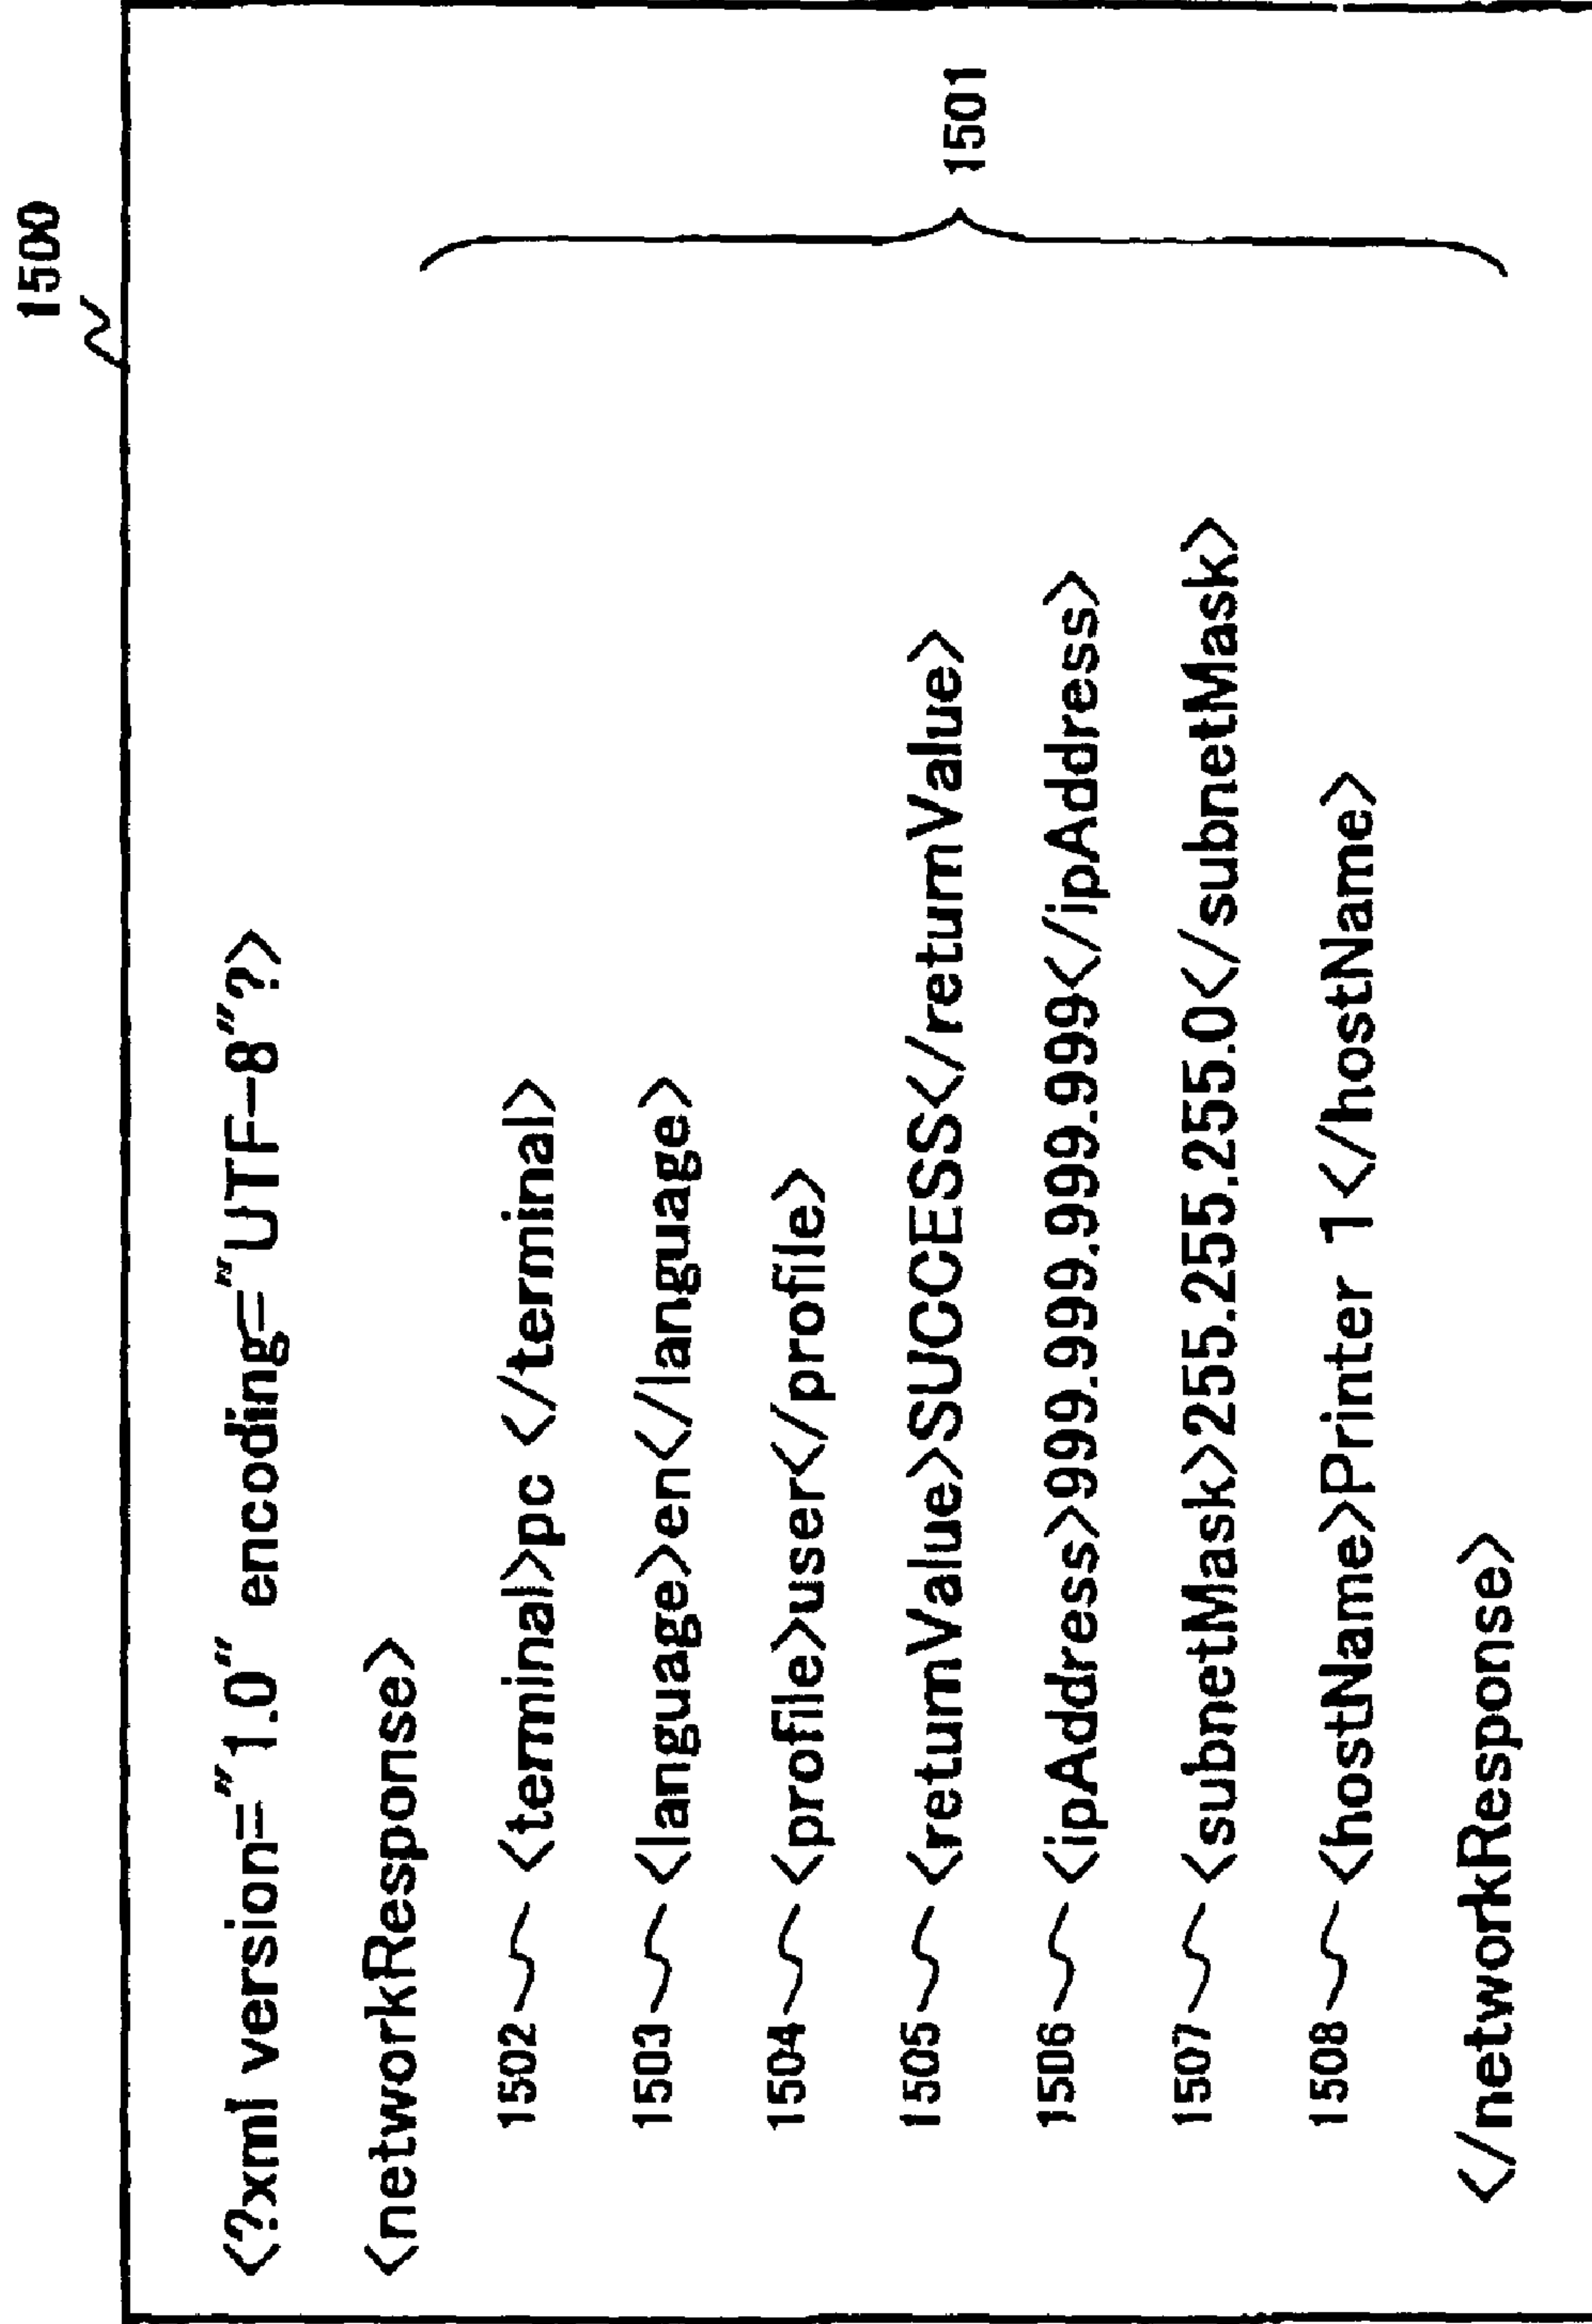 1500
<?xml version="1.0" encoding="UTF-8"?>
<networkResponse>
1502 <terminal>pc </terminal>
1503 <language>en</language>
1504 <profile>user</profile>
1505 <returnValue>SUCCESS</returnValue>
1506 <ipAddress>999.999.999.999</ipAddress>
1507 <subnetMask>255.255.255.0</subnetMask>
1508 <hostName>Printer 1</hostName>
</networkResponse>
1501